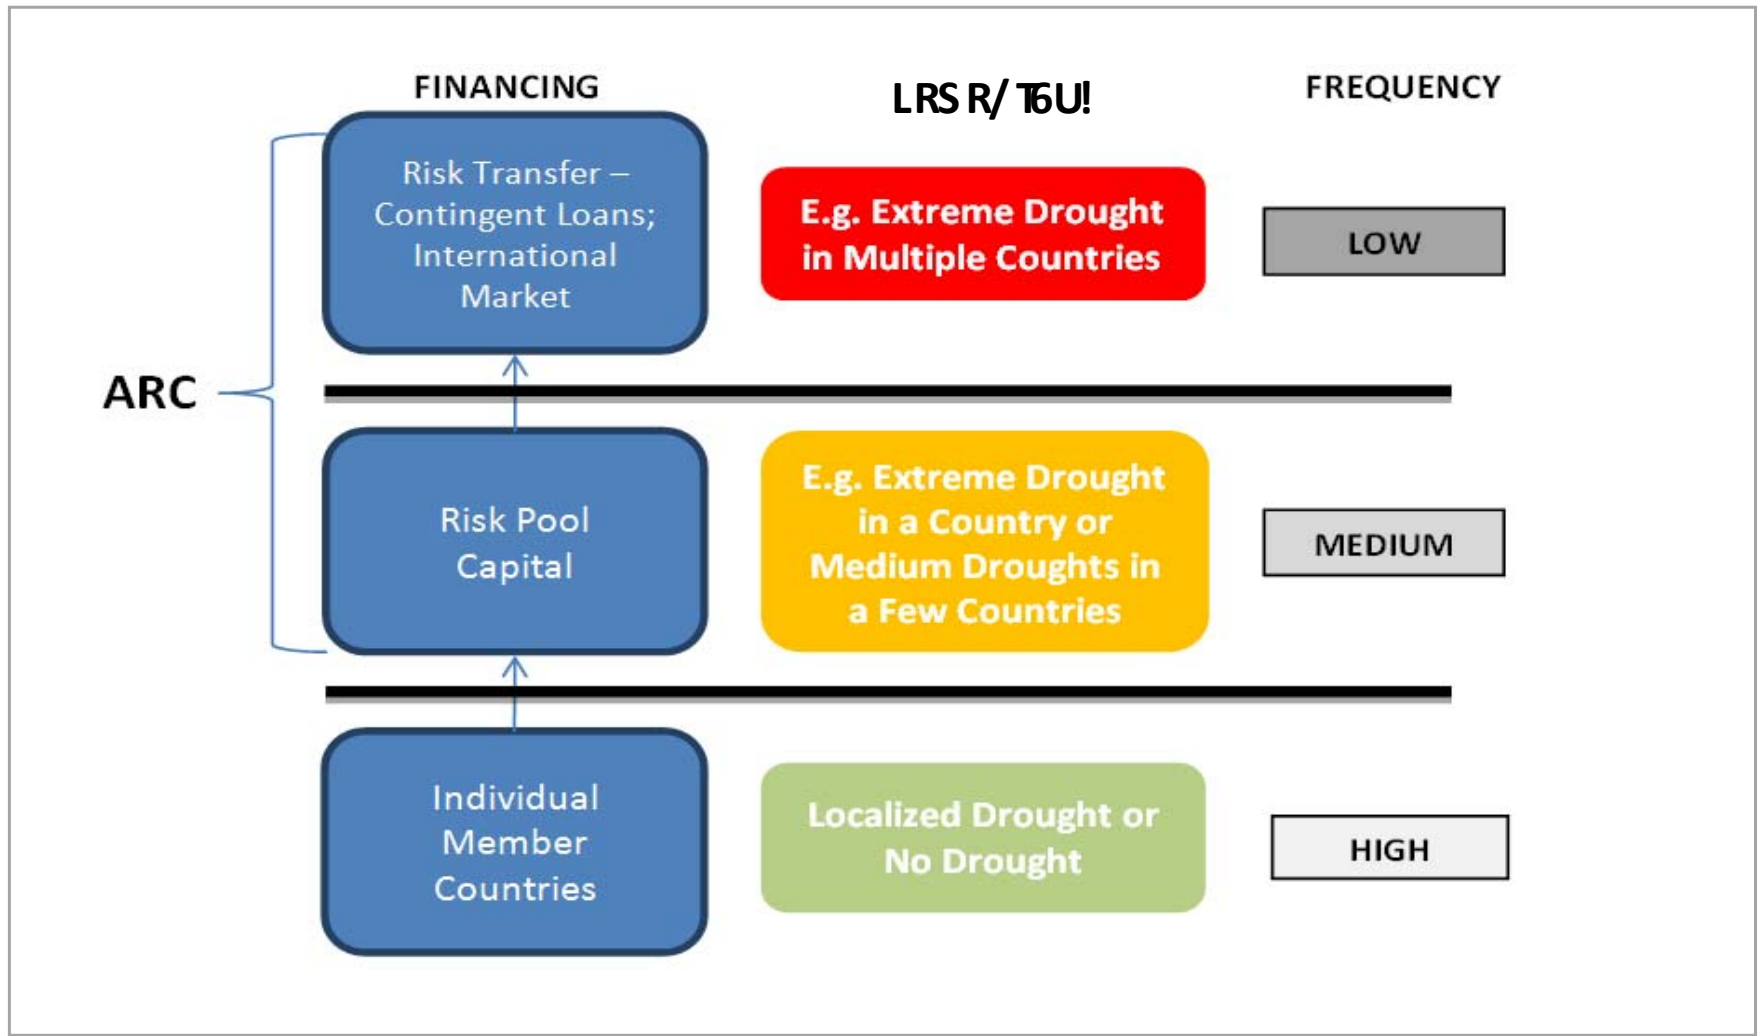 FINANCING
LRS R/ T6U!
FREQUENCY
Risk Transfer –
Contingent Loans;
International
Market
E.g. Extreme Drought
in Multiple Countries
LOW
ARC
Risk Pool
Capital
E.g. Extreme Drought
in a Country or
Medium Droughts in
a Few Countries
MEDIUM
Individual
Member
Countries
Localized Drought or
No Drought
HIGH